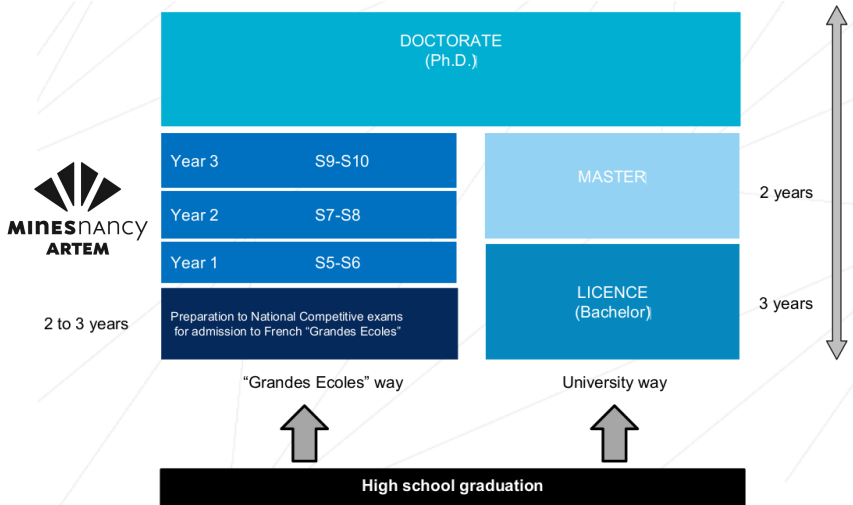 DOCTORATE
(Ph.D.)
Year 3 S9-S10
MASTER
2 years
Year 2 S7-S8
MINESNANCY
ARTEM
Year 1 S5-S6
LICENCE
(Bachelor)
3 years
2 to 3 years
Preparation to National Competitive exams
for admission to French “Grandes Ecoles”
“Grandes Ecoles” way
University way
High school graduation